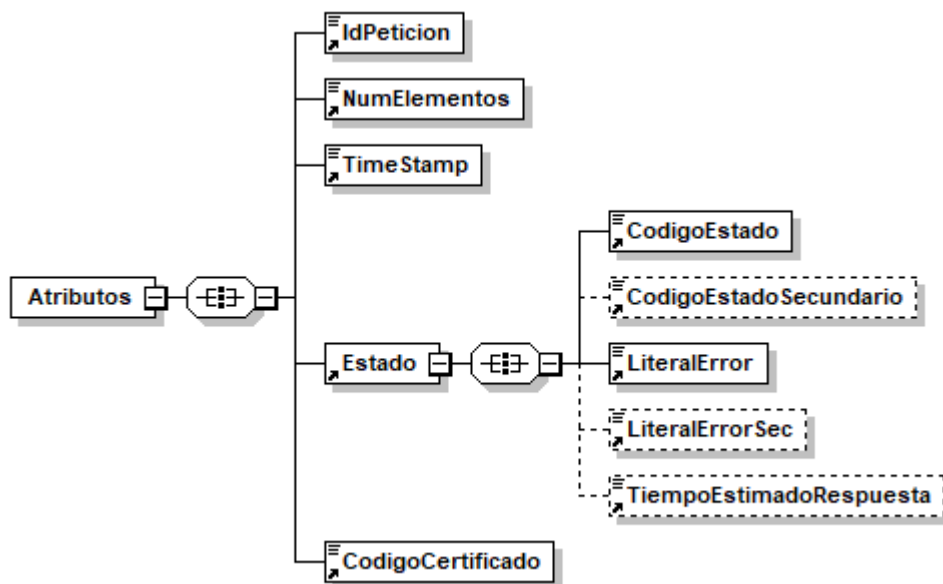 IdPeticion
NumElementos
TimeStamp
CodigoEstado
CodigoEstadoSecundario
Atributos
Estado
LiteralError
LiteralErrorSec
TiempoEstimadoRespuesta
CodigoCertificado